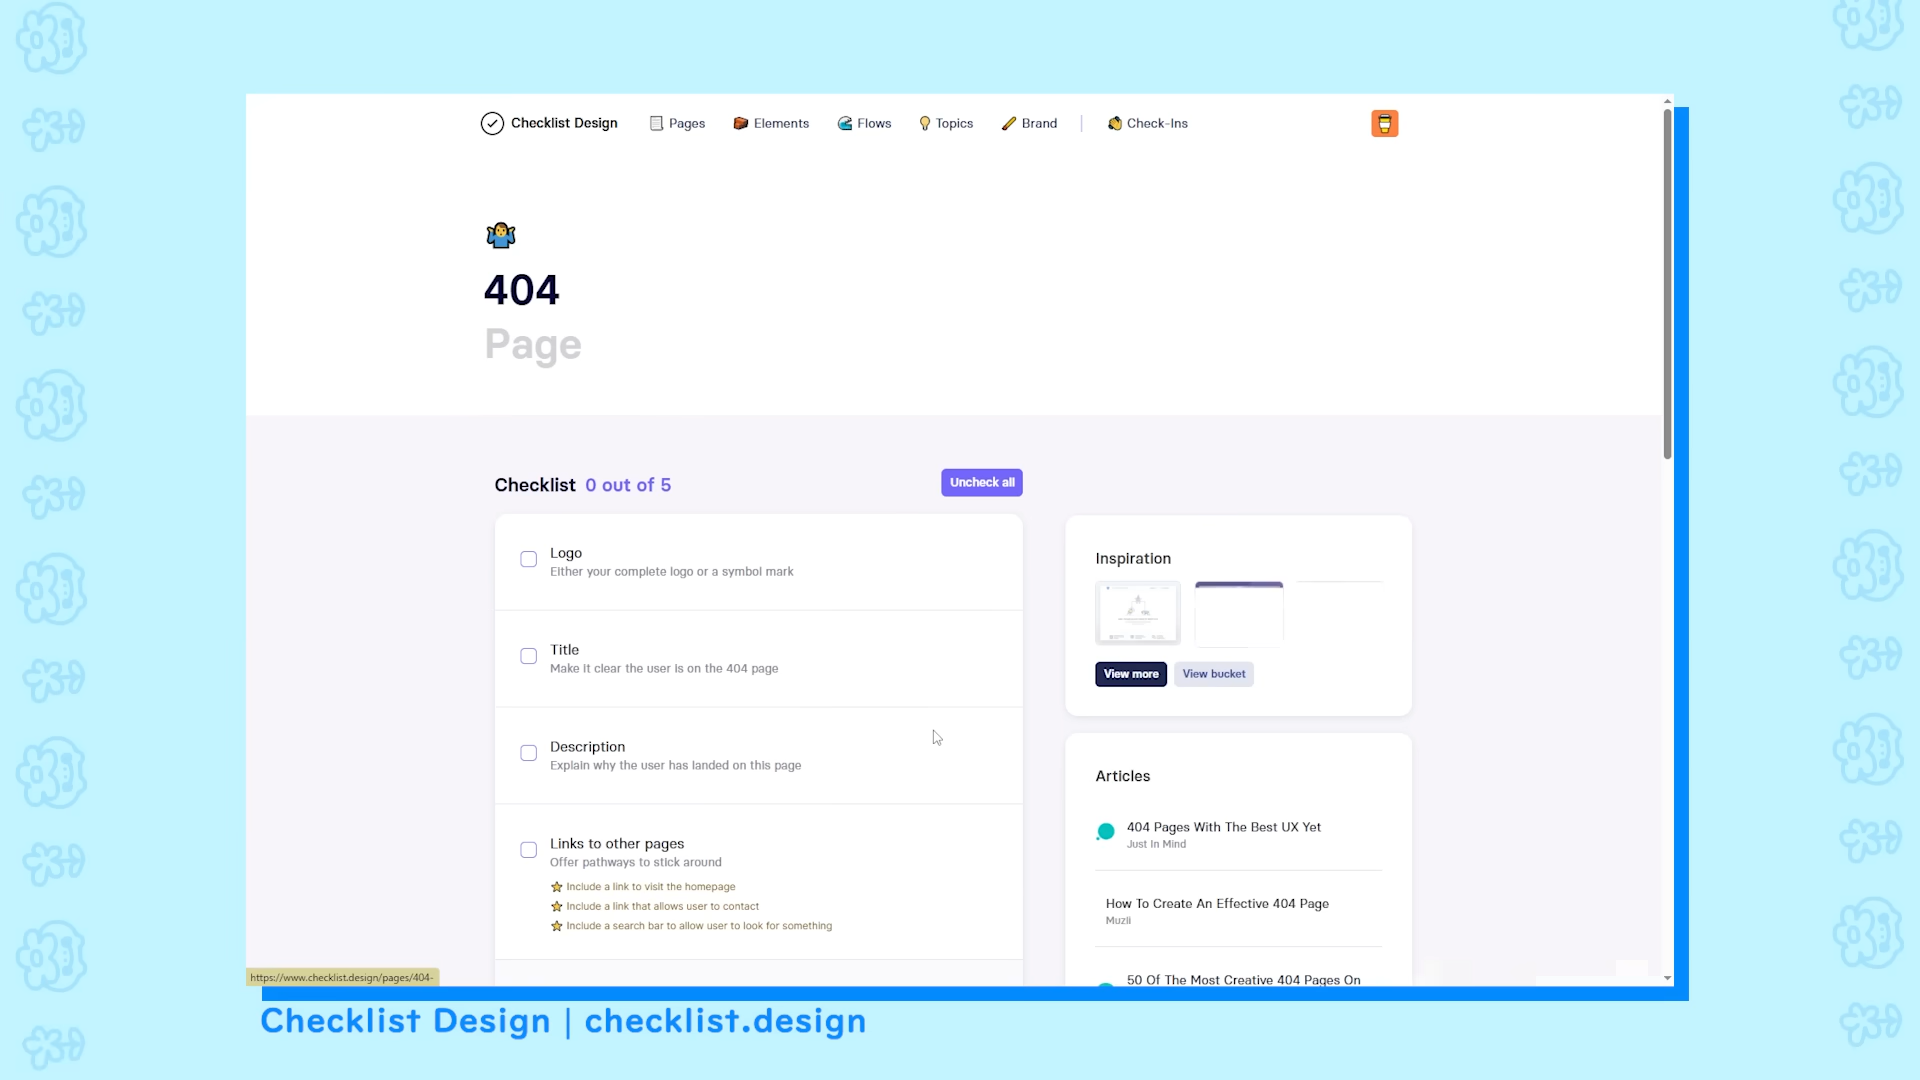 Checklist Design
Pages
Elements
Flows
Topics
Brand
Check-Ins
404
Page
Checklist 0 out of 5
Uncheck all
Logo
Either your complete logo or a symbol mark
Title
Make it clear the user is on the 404 page
Description
Explain why the user has landed on this page
Links to other pages
Offer pathways to stick around
Include a link to visit the homepage
Include a link that allows user to contact
Include a search bar to allow user to look for something
Inspiration
View more
View bucket
Articles
404 Pages With The Best UX Yet
Just In Mind
How To Create An Effective 404 Page
Muzli
50 Of The Most Creative 404 Pages On
https://www.checklist.design/pages/404-
Checklist Design | checklist.design